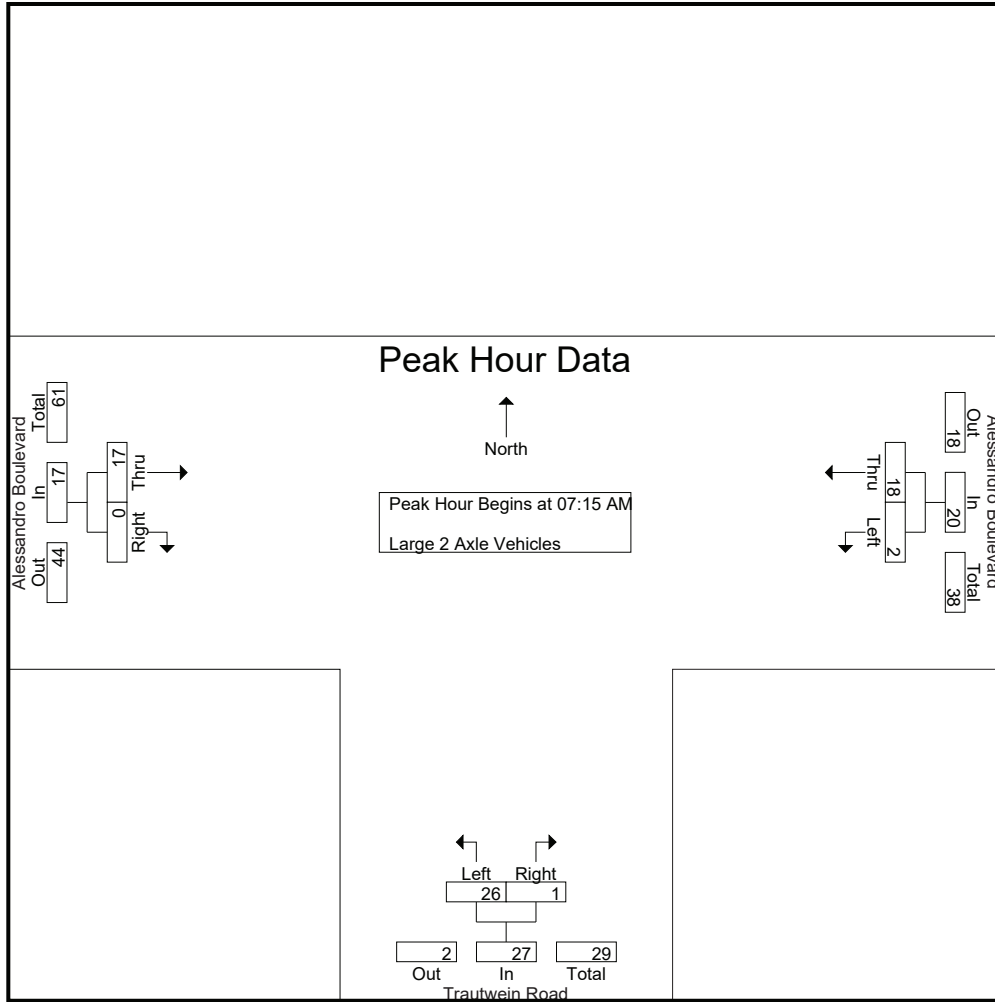 Peak Hour Data
North
Peak Hour Begins at 07:15 AM
Large 2 Axle Vehicles
Alessandro Boulevard
Out
44
In
17
Total
61
Right
0
Thru
17
Alessandro Boulevard
Out
18
In
20
Total
38
Thru
18
Left
2
Left Right
26 1
2 27 29
Out In Total
Trautwein Road